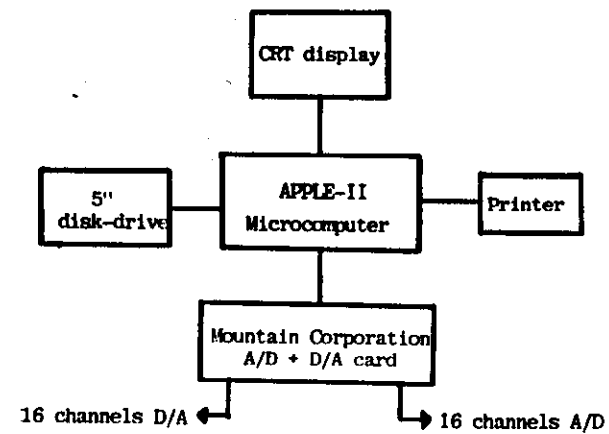 CRT display
5"
disk-drive
APPLE-II
Microcomputer
Printer
Mountain Corporation
A/D + D/A card
16 channels D/A
16 channels A/D